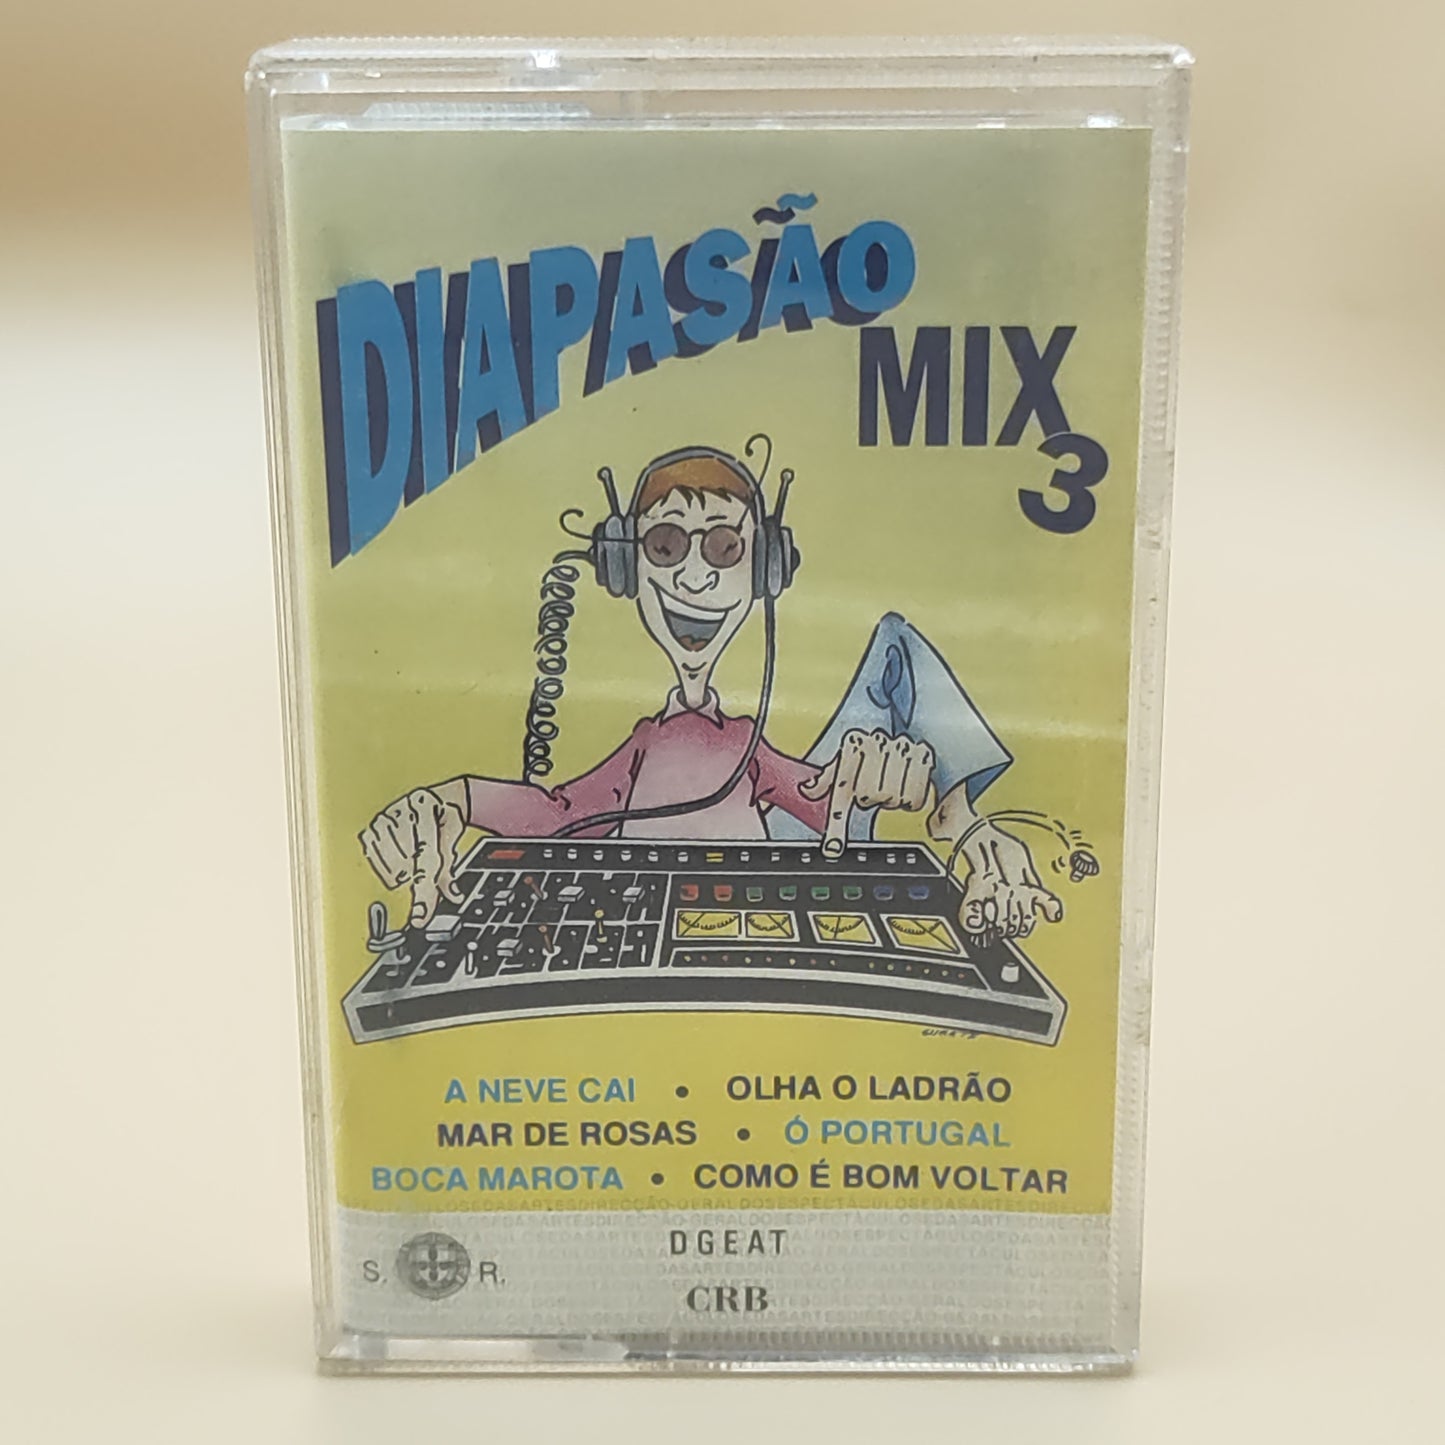 DIAPASÃO
MIX
3
A NEVE CAI • OLHA O LADRÃO
MAR DE ROSAS • Ó PORTUGAL
BOCA MAROTA • COMO É BOM VOLTAR
DGEAT
S. R.
CRB